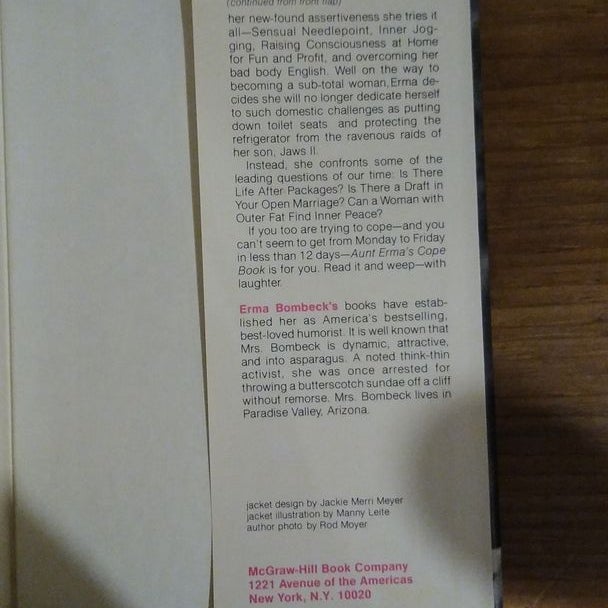 (continued from front flap)
her new-found assertiveness she tries it
all—Sensual Needlepoint, Inner Jog-
ging, Raising Consciousness at Home
for Fun and Profit, and overcoming her
bad body English. Well on the way to
becoming a sub-total woman, Erma de-
cides she will no longer dedicate herself
to such domestic challenges as putting
down toilet seats and protecting the
refrigerator from the ravenous raids of
her son, Jaws II.
Instead, she confronts some of the
leading questions of our time: Is There
Life After Packages? Is There a Draft in
Your Open Marriage? Can a Woman with
Outer Fat Find Inner Peace?
If you too are trying to cope—and you
can't seem to get from Monday to Friday
in less than 12 days—Aunt Erma's Cope
Book is for you. Read it and weep—with
laughter.
Erma Bombeck's books have estab-
lished her as America's bestselling,
best-loved humorist. It is well known that
Mrs. Bombeck is dynamic, attractive,
and into asparagus. A noted think-thin
activist, she was once arrested for
throwing a butterscotch sundae off a cliff
without remorse. Mrs. Bombeck lives in
Paradise Valley, Arizona.
jacket design by Jackie Merri Meyer
jacket illustration by Manny Leite
author photo by Rod Moyer
McGraw-Hill Book Company
1221 Avenue of the Americas
New York, N.Y. 10020